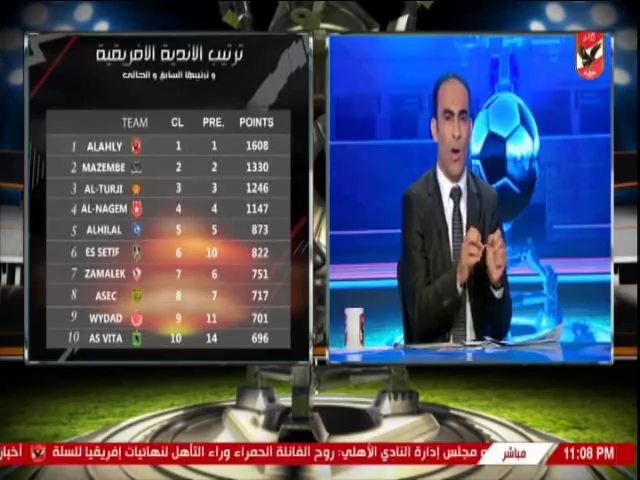 ترتيب الاندية الافريقية
و ترتيبها السابق و الحالى
TEAM CL PRE. POINTS
1 ALAHLY 1 1 1608
2 MAZEMBE 2 2 1330
3 AL-TURJI 3 3 1246
4 AL-NAGEM 4 4 1147
5 ALHILAL 5 5 873
6 ES SETIF 6 10 822
7 ZAMALEK 7 6 751
8 ASEC 8 7 717
9 WYDAD 9 11 701
10 AS VITA 10 14 696
و مجلس إدارة النادي الأهلي: روح الفانلة الحمراء وراء التأهل لنهائيات إفريقيا للسلة
أخبار
مباشر
11:08 PM